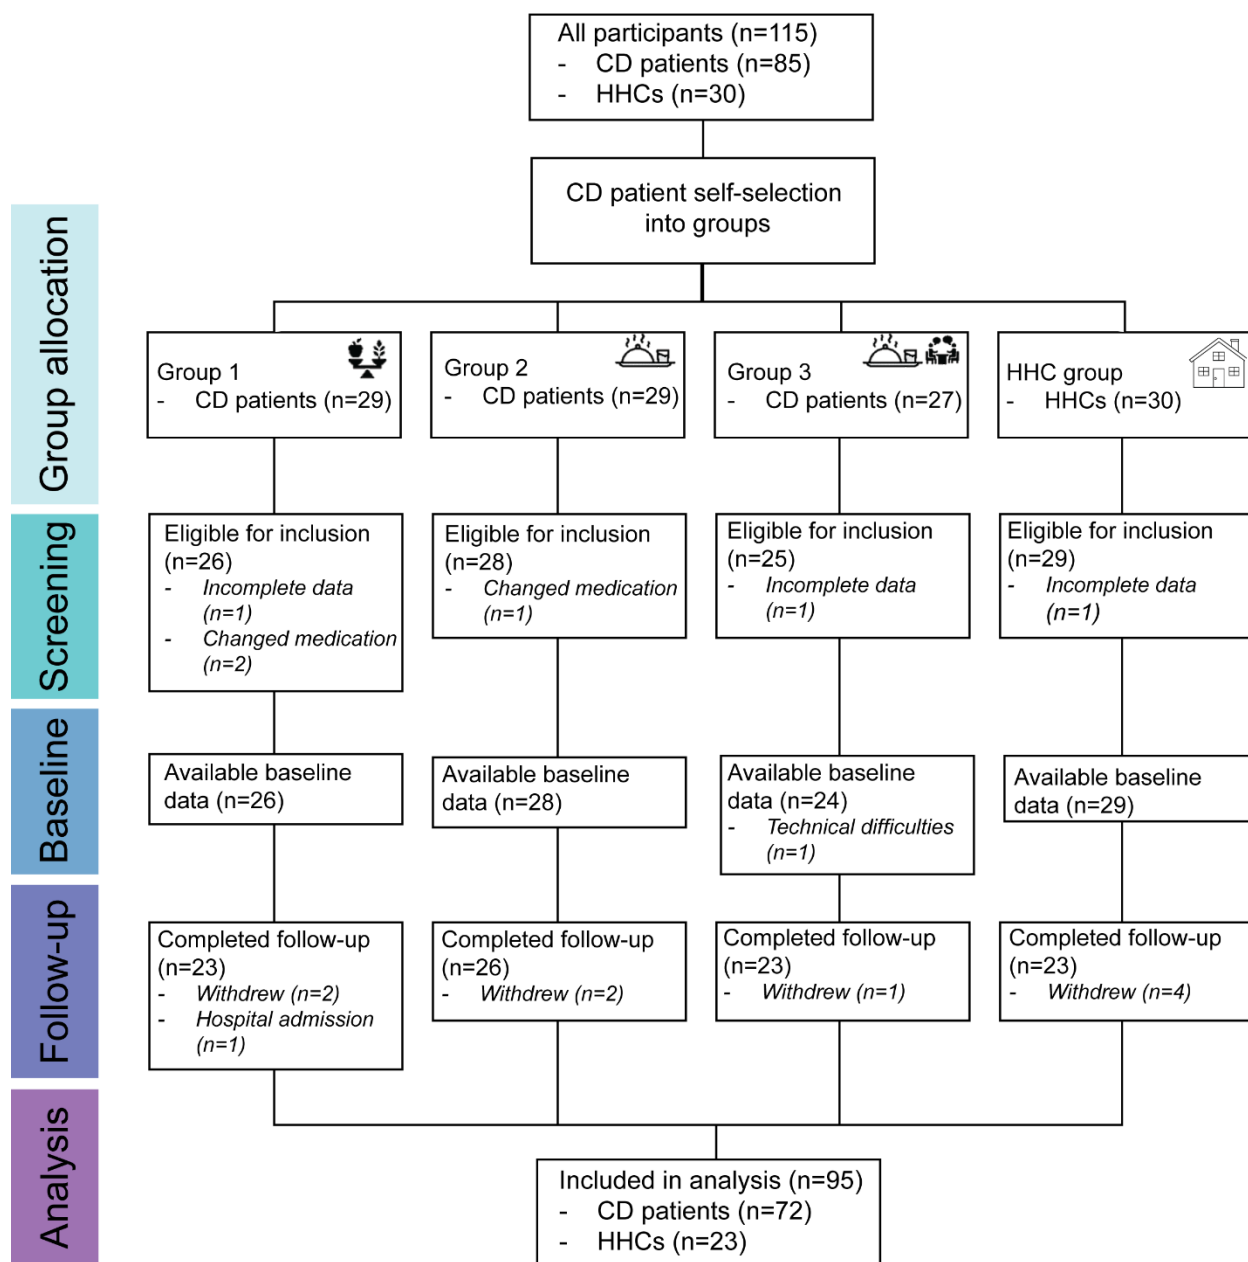 All participants (n=115)
- CD patients (n=85)
- HHCs (n=30)
CD patient self-selection
into groups
Group allocation
Group 1
- CD patients (n=29)
Group 2
- CD patients (n=29)
Group 3
- CD patients (n=27)
HHC group
- HHCs (n=30)
Screening
Eligible for inclusion
(n=26)
- Incomplete data
(n=1)
- Changed medication
(n=2)
Eligible for inclusion
(n=28)
- Changed medication
(n=1)
Eligible for inclusion
(n=25)
- Incomplete data
(n=1)
Eligible for inclusion
(n=29)
- Incomplete data
(n=1)
Baseline
Available baseline
data (n=26)
Available baseline
data (n=28)
Available baseline
data (n=24)
- Technical difficulties
(n=1)
Available baseline
data (n=29)
Follow-up
Completed follow-up
(n=23)
- Withdrew (n=2)
- Hospital admission
(n=1)
Completed follow-up
(n=26)
- Withdrew (n=2)
Completed follow-up
(n=23)
- Withdrew (n=1)
Completed follow-up
(n=23)
- Withdrew (n=4)
Analysis
Included in analysis (n=95)
- CD patients (n=72)
- HHCs (n=23)